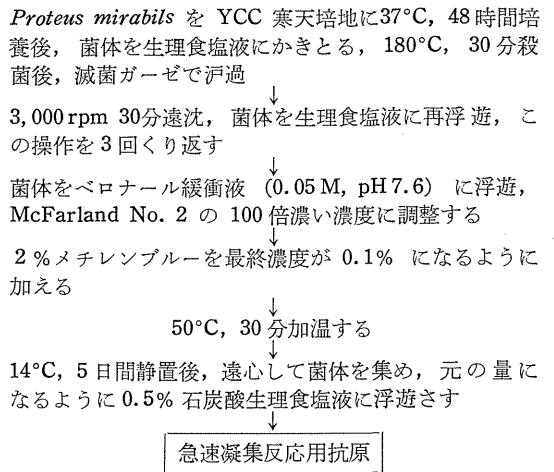 Proteus mirabils を YCC 寒天培地に37°C, 48時間培
養後, 菌体を生理食塩液にかきとる, 180°C, 30分殺
菌後, 滅菌ガーゼで沪過
↓
3,000rpm 30分遠沈, 菌体を生理食塩液に再浮遊, こ
の操作を3回くり返す
↓
菌体をベロナール緩衝液 (0.05M, pH7.6) に浮遊,
McFarland No. 2 の 100倍濃い濃度に調整する
↓
2%メチレンブルーを最終濃度が 0.1% になるように
加える
↓
50°C, 30分加温する
↓
14°C, 5日間静置後, 遠心して菌体を集め, 元の量に
なるように0.5% 石炭酸生理食塩液に浮遊さす
↓
急速凝集反応用抗原